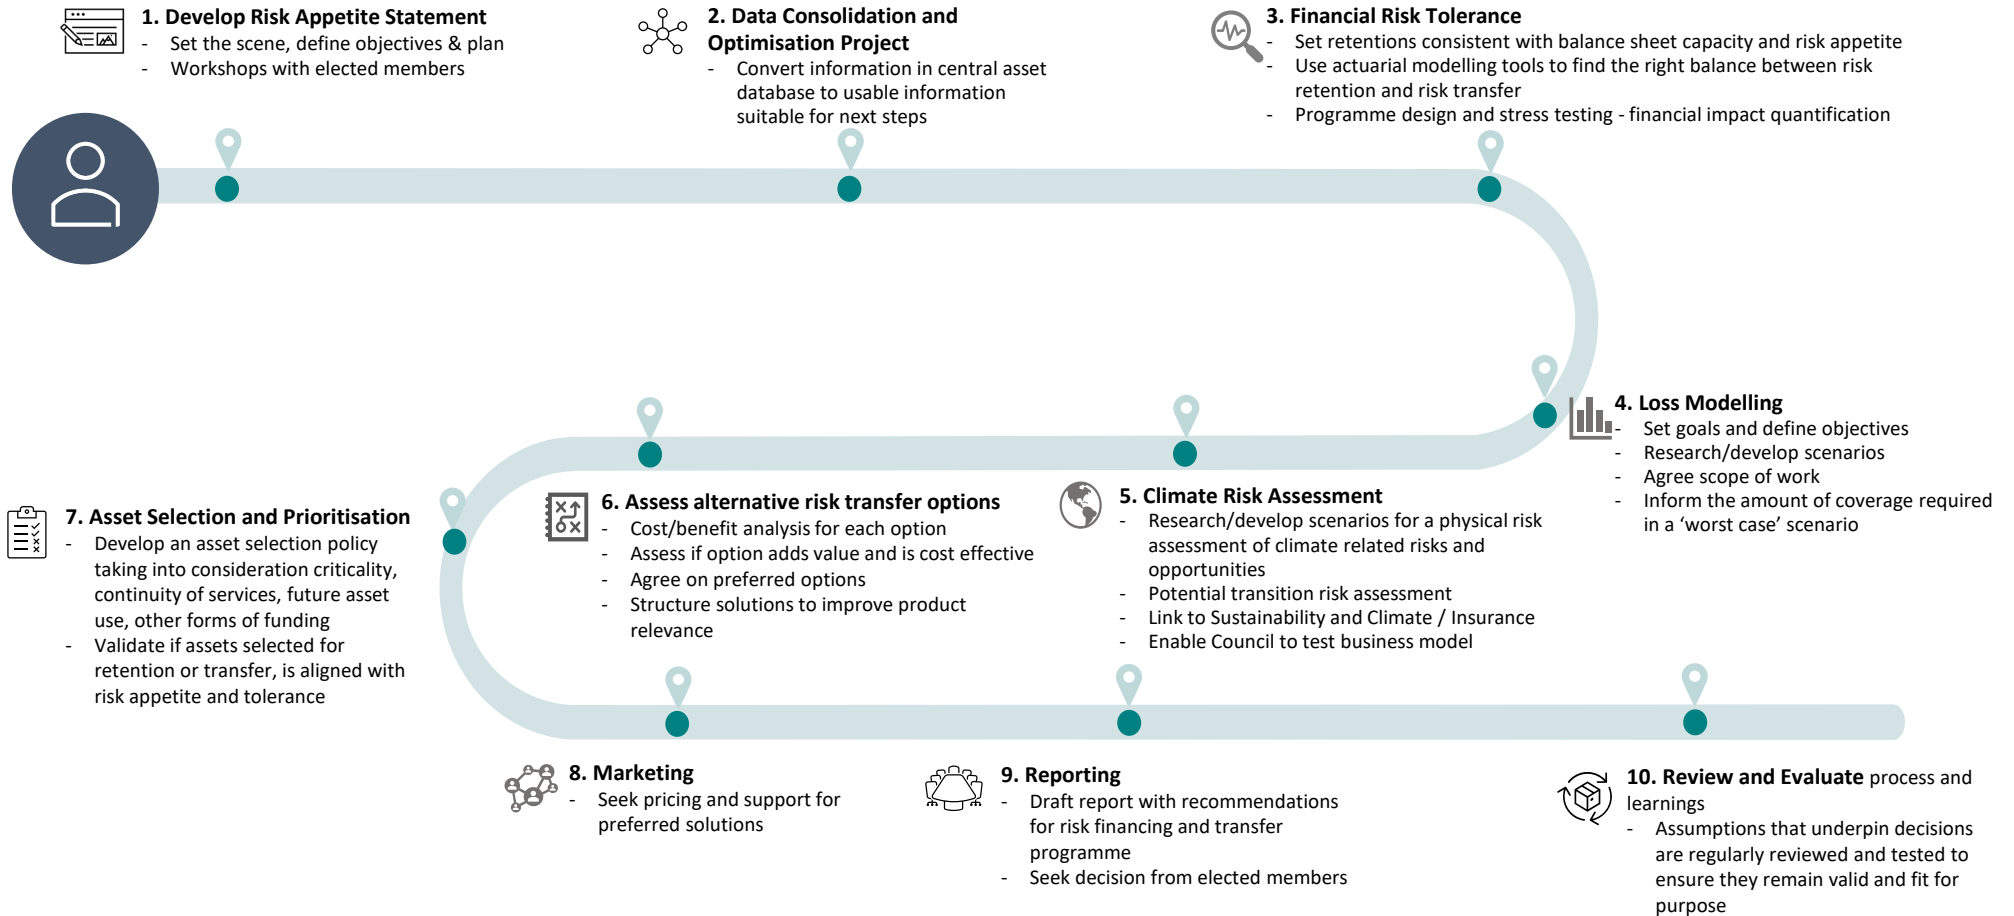 1. Develop Risk Appetite Statement
- Set the scene, define objectives & plan
- Workshops with elected members
2. Data Consolidation and
Optimisation Project
- Convert information in central asset
database to usable information
suitable for next steps
3. Financial Risk Tolerance
- Set retentions consistent with balance sheet capacity and risk appetite
- Use actuarial modelling tools to find the right balance between risk
retention and risk transfer
- Programme design and stress testing - financial impact quantification
4. Loss Modelling
- Set goals and define objectives
- Research/develop scenarios
- Agree scope of work
- Inform the amount of coverage required
in a ‘worst case’ scenario
5. Climate Risk Assessment
- Research/develop scenarios for a physical risk
assessment of climate related risks and
opportunities
- Potential transition risk assessment
- Link to Sustainability and Climate / Insurance
- Enable Council to test business model
6. Assess alternative risk transfer options
- Cost/benefit analysis for each option
- Assess if option adds value and is cost effective
- Agree on preferred options
- Structure solutions to improve product
relevance
7. Asset Selection and Prioritisation
- Develop an asset selection policy
taking into consideration criticality,
continuity of services, future asset
use, other forms of funding
- Validate if assets selected for
retention or transfer, is aligned with
risk appetite and tolerance
8. Marketing
- Seek pricing and support for
preferred solutions
9. Reporting
- Draft report with recommendations
for risk financing and transfer
programme
- Seek decision from elected members
10. Review and Evaluate process and
learnings
- Assumptions that underpin decisions
are regularly reviewed and tested to
ensure they remain valid and fit for
purpose